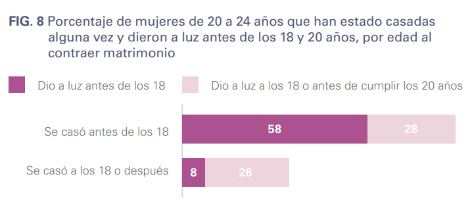 FIG. 8 Porcentaje de mujeres de 20 a 24 años que han estado casadas
alguna vez y dieron a luz antes de los 18 y 20 años, por edad al
contraer matrimonio
Dio a luz antes de los 18
Dio a luz a los 18 o antes de cumplir los 20 años
Se casó antes de los 18
58
28
Se casó a los 18 o después
8
26